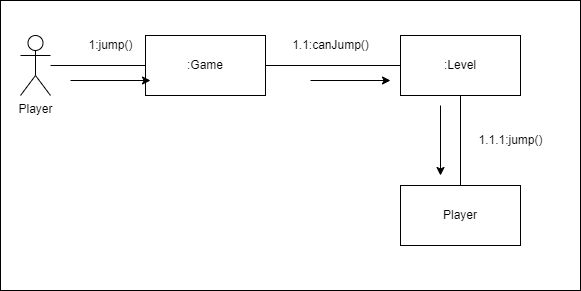 1:jump()
:Game
1.1:canJump()
:Level
Player
1.1.1:jump()
Player